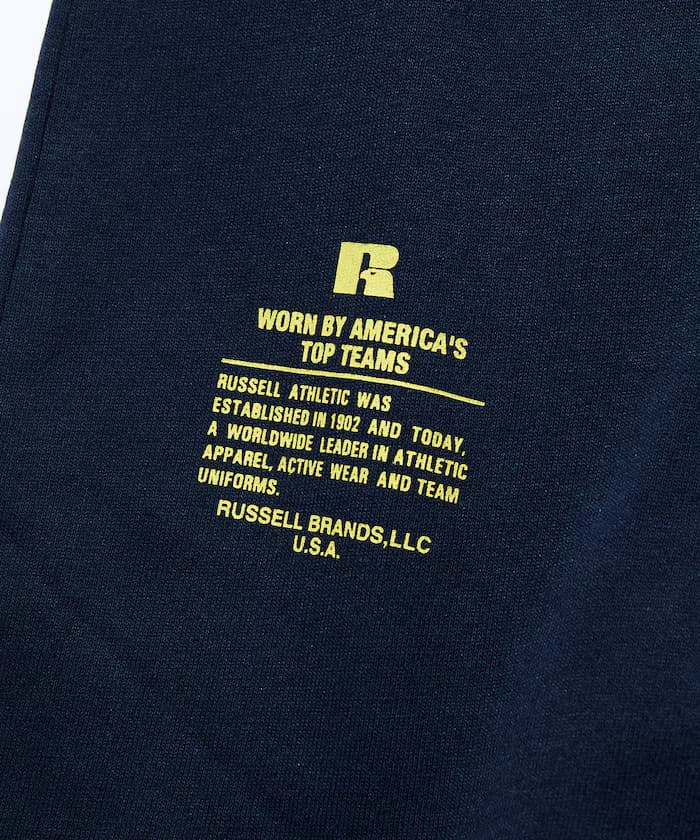 R
WORN BY AMERICA'S
TOP TEAMS
RUSSELL ATHLETIC WAS
ESTABLISHED IN 1902 AND TODAY,
A WORLDWIDE LEADER IN ATHLETIC
APPAREL, ACTIVE WEAR AND TEAM
UNIFORMS.
RUSSELL BRANDS,LLC
U.S.A.